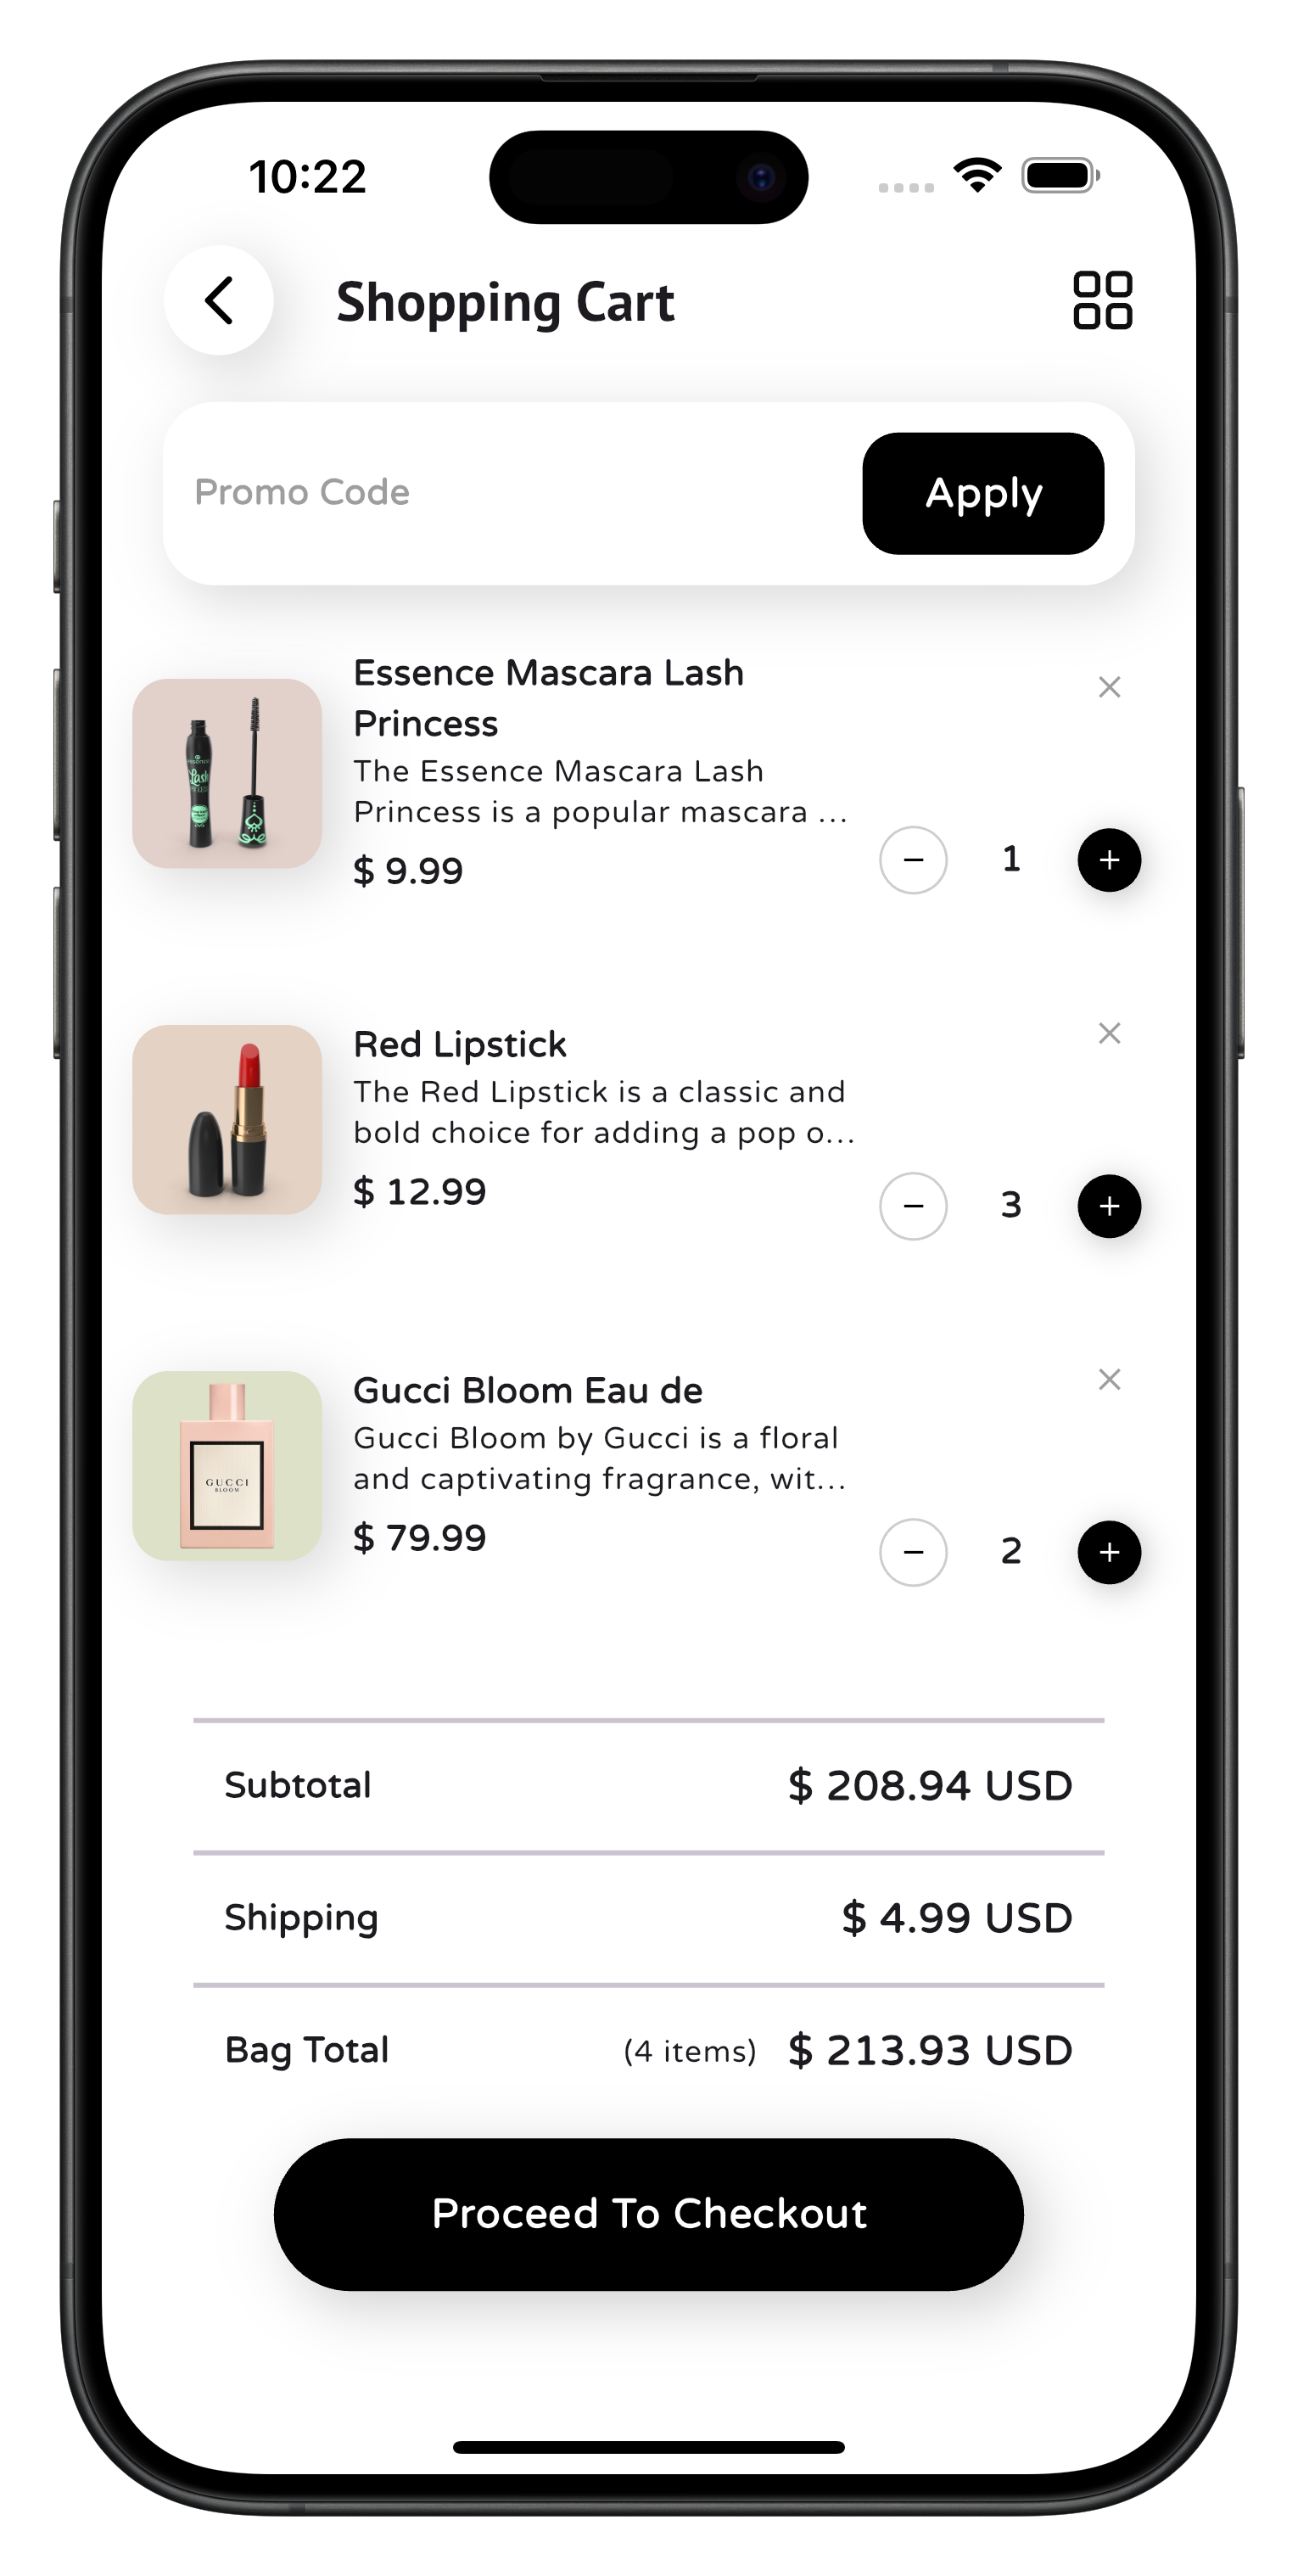 10:22
Shopping Cart
Promo Code
Apply
Essence Mascara Lash
Princess
The Essence Mascara Lash
Princess is a popular mascara ...
$ 9.99
− 1 +
Red Lipstick
The Red Lipstick is a classic and
bold choice for adding a pop o...
$ 12.99
− 3 +
GUCCI
BLOOM
Gucci Bloom Eau de
Gucci Bloom by Gucci is a floral
and captivating fragrance, wit...
$ 79.99
− 2 +
Subtotal $ 208.94 USD
Shipping $ 4.99 USD
Bag Total (4 items) $ 213.93 USD
Proceed To Checkout